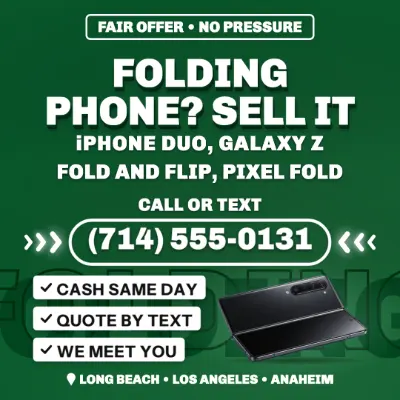 FAIR OFFER • NO PRESSURE
FOLDING
PHONE? SELL IT
iPHONE DUO, GALAXY Z
FOLD AND FLIP, PIXEL FOLD
CALL OR TEXT
(714) 555-0131
FOLDING
✓ CASH SAME DAY
✓ QUOTE BY TEXT
✓ WE MEET YOU
LONG BEACH • LOS ANGELES • ANAHEIM